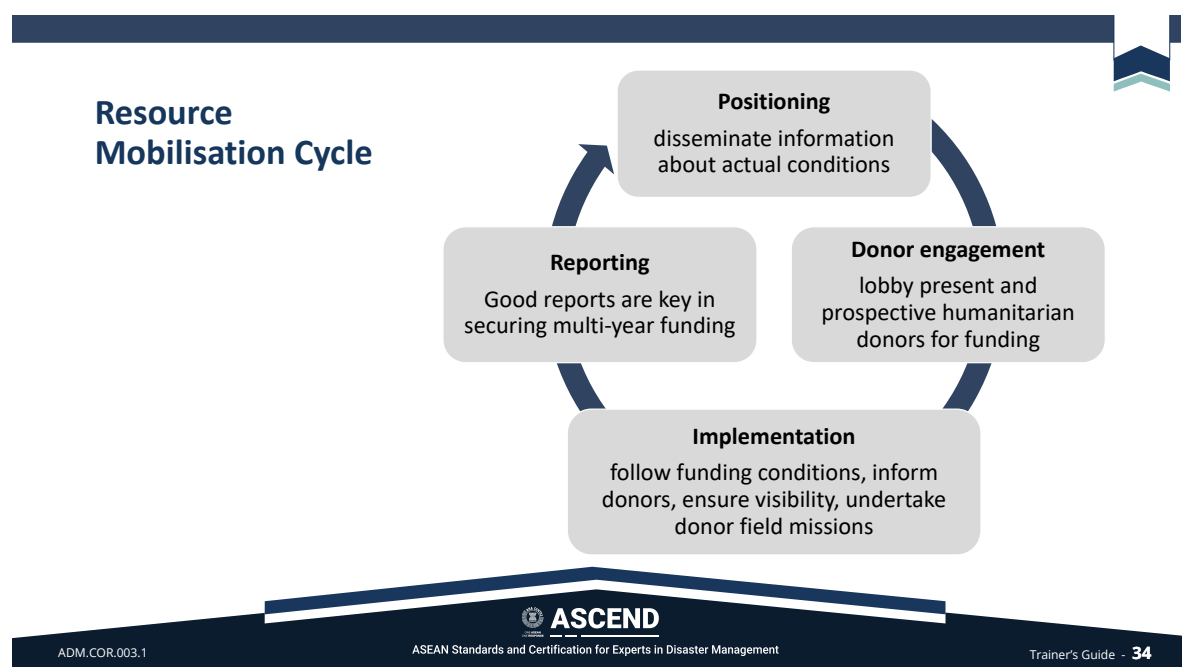 Resource
Mobilisation Cycle
Positioning
disseminate information
about actual conditions
Donor engagement
lobby present and
prospective humanitarian
donors for funding
Implementation
follow funding conditions, inform
donors, ensure visibility, undertake
donor field missions
Reporting
Good reports are key in
securing multi-year funding
ASCEND
ASEAN Standards and Certification for Experts in Disaster Management
ADM.COR.003.1
Trainer's Guide - 34